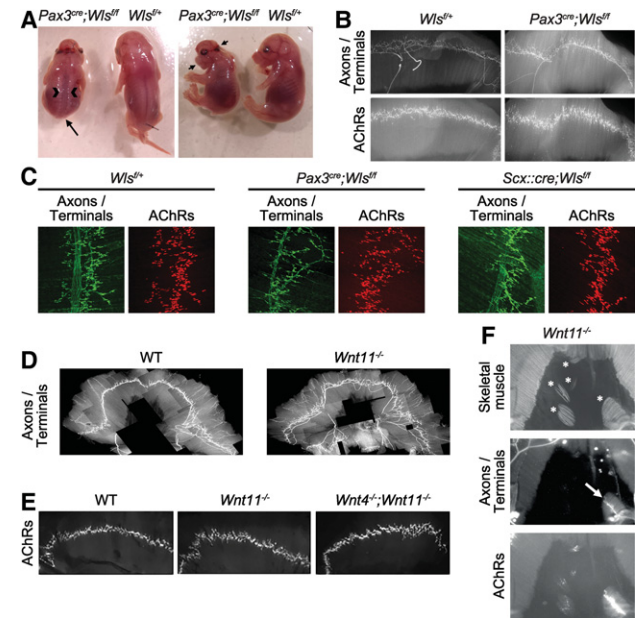 A
Pax3cre;Wlsf/f Wlsf/+
Pax3cre;Wlsf/f Wlsf/+
B
Wlsf/+
Pax3cre;Wlsf/f
Axons /
Terminals
AChRs
C
Wlsf/+
Pax3cre;Wlsf/f
Scx::cre;Wlsf/f
Axons /
Terminals
AChRs
Axons /
Terminals
AChRs
Axons /
Terminals
AChRs
D
WT
Wnt11-/-
Axons /
Terminals
E
WT
Wnt11-/-
Wnt4-/-;Wnt11-/-
AChRs
F
Wnt11-/-
Skeletal
muscle
Axons /
Terminals
AChRs